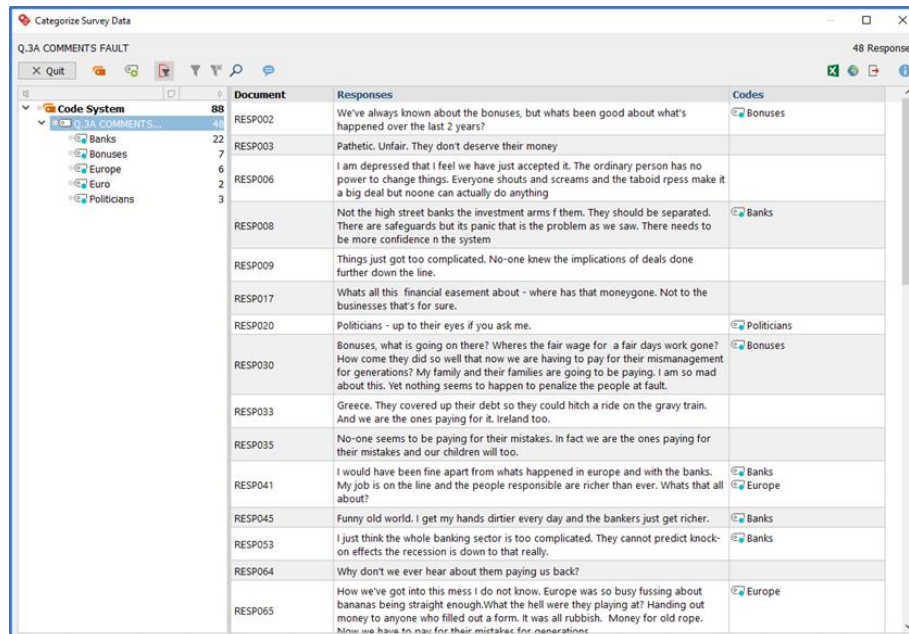 Categorize Survey Data
Q.3A COMMENTS FAULT
48 Response
Quit
Code System 88
Q.3A COMMENTS... 48
Banks 22
Bonuses 7
Europe 6
Euro 2
Politicians 3
Document Responses Codes
RESP002
We've always known about the bonuses, but whats been good about what's
happened over the last 2 years?
Bonuses
RESP003
Pathetic. Unfair. They don't deserve their money
RESP006
I am depressed that I feel we have just accepted it. The ordinary person has no
power to change things. Everyone shouts and screams and the taboid rpess make it
a big deal but noone can actually do anything
RESP008
Not the high street banks the investment arms f them. They should be separated.
There are safeguards but its panic that is the problem as we saw. There needs to
be more confidence n the system
Banks
RESP009
Things just got too complicated. No-one knew the implications of deals done
further down the line.
RESP017
Whats all this  financial easement about - where has that moneygone. Not to the
businesses that's for sure.
RESP020
Politicians - up to their eyes if you ask me.
Politicians
RESP030
Bonuses, what is going on there? Wheres the fair wage for  a fair days work gone?
How come they did so well that now we are having to pay for their mismanagement
for generations? My family and their families are going to be paying. I am so mad
about this. Yet nothing seems to happen to penalize the people at fault.
Bonuses
RESP033
Greece. They covered up their debt so they could hitch a ride on the gravy train.
And we are the ones paying for it. Ireland too.
RESP035
No-one seems to be paying for their mistakes. In fact we are the ones paying for
their mistakes and our children will too.
RESP041
I would have been fine apart from whats happened in europe and with the banks.
My job is on the line and the people responsible are richer than ever. Whats that all
about?
Banks
Europe
RESP045
Funny old world. I get my hands dirtier every day and the bankers just get richer.
Banks
RESP053
I just think the whole banking sector is too complicated. They cannot predict knock-
on effects the recession is down to that really.
Banks
RESP064
Why don't we ever hear about them paying us back?
RESP065
How we've got into this mess I do not know. Europe was so busy fussing about
bananas being straight enough.What the hell were they playing at? Handing out
money to anyone who filled out a form. It was all rubbish.  Money for old rope.
Now we have to pay for their mistakes for generations
Europe